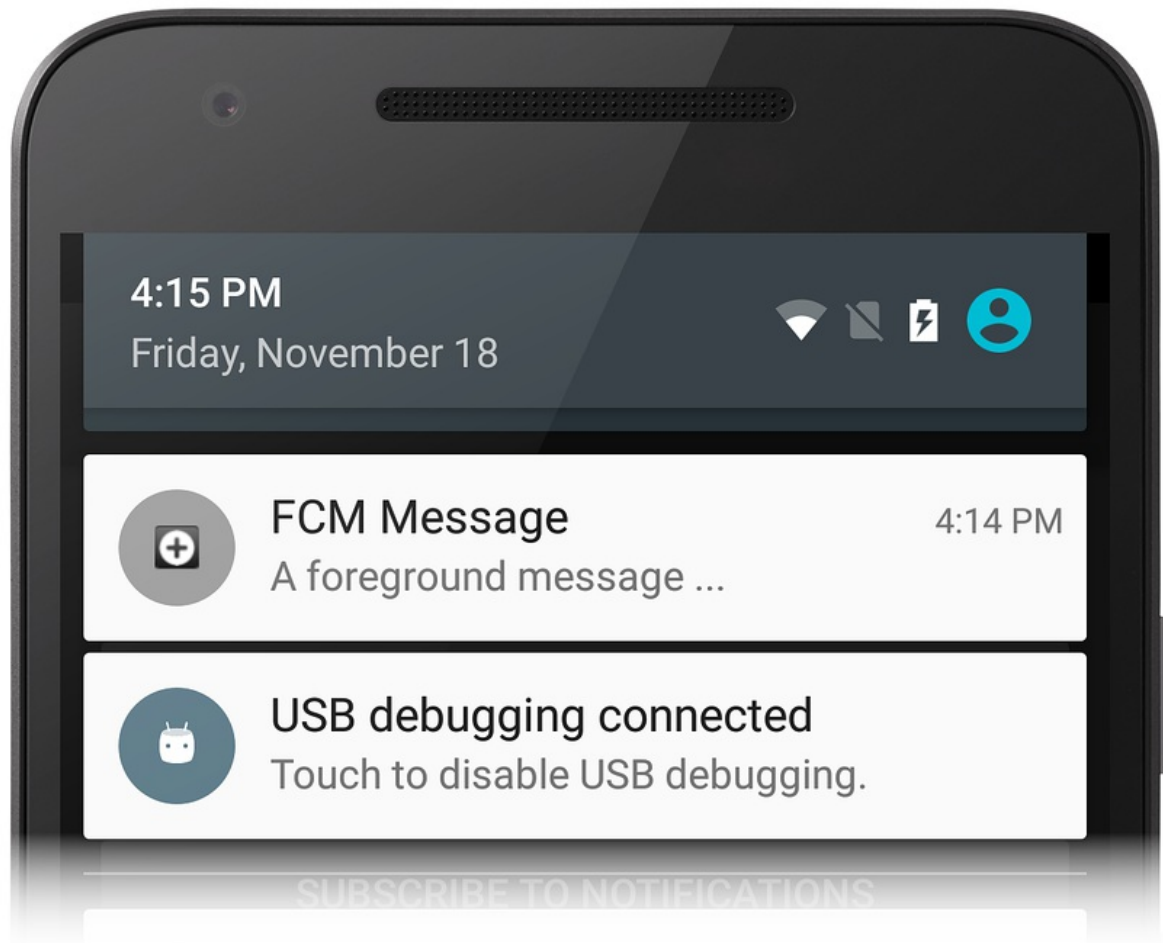 4:15 PM
Friday, November 18
FCM Message
4:14 PM
A foreground message ...
USB debugging connected
Touch to disable USB debugging.
SUBSCRIBE TO NOTIFICATIONS